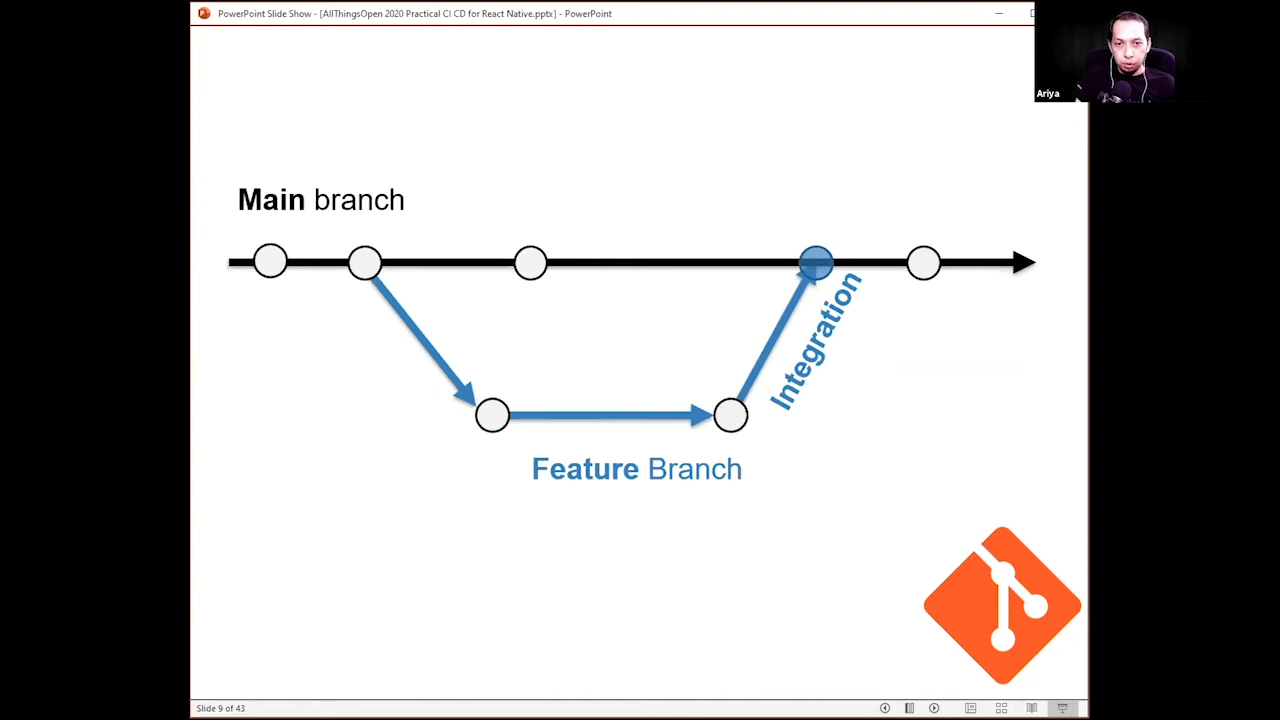 PowerPoint Slide Show - [AllThingsOpen 2020 Practical CI CD for React Native.pptx] - PowerPoint
Ariya
Main branch
Integration
Feature Branch
Slide 9 of 43